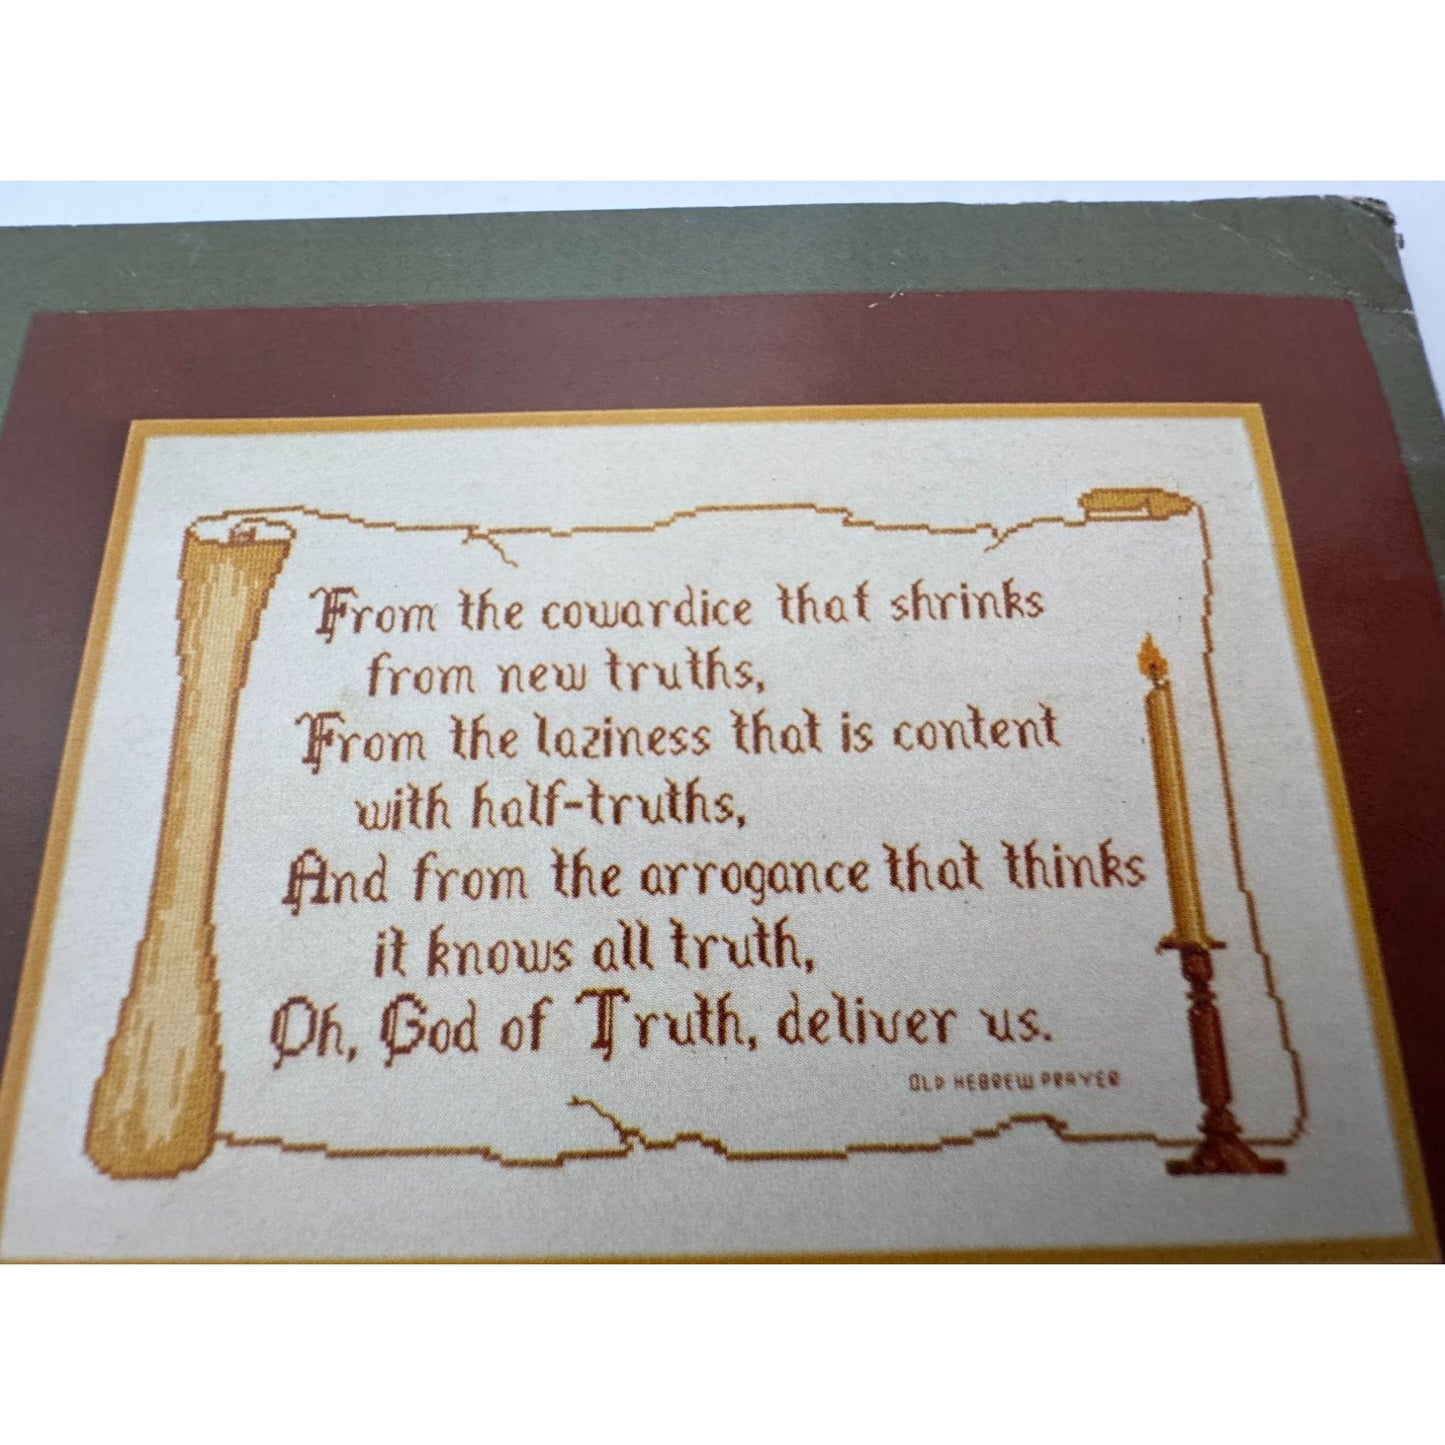 From the cowardice that shrinks
from new truths,
From the laziness that is content
with half-truths,
And from the arrogance that thinks
it knows all truth,
Oh, God of Truth, deliver us.
OLD HEBREW PRAYER